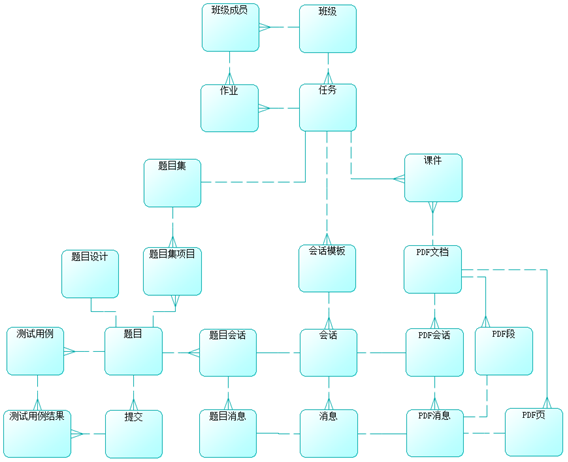 班级成员
班级
作业
任务
课件
题目集
题目设计
题目集项目
会话模板
PDF文档
测试用例
题目
题目会话
会话
PDF会话
PDF段
测试用例结果
提交
题目消息
消息
PDF消息
PDF页